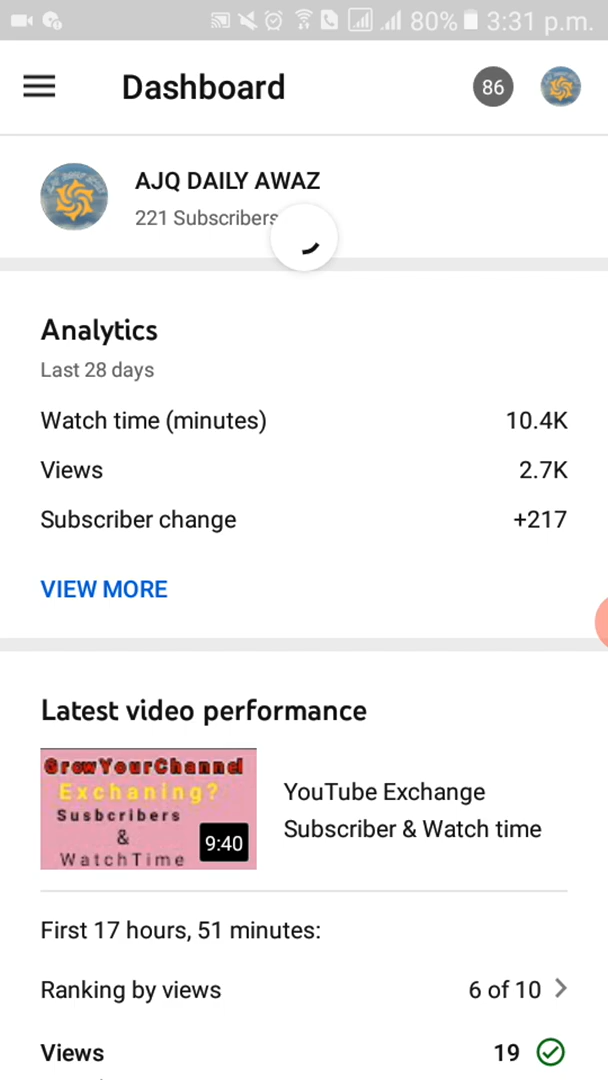 80% 3:31 p.m.
Dashboard 86
AJQ DAILY AWAZ
221 Subscribers
Analytics
Last 28 days
Watch time (minutes) 10.4K
Views 2.7K
Subscriber change +217
VIEW MORE
Latest video performance
GrowYourChannel
Exchaning?
Susbcribers
&
WatchTime
9:40
YouTube Exchange
Subscriber & Watch time
First 17 hours, 51 minutes:
Ranking by views 6 of 10
Views 19